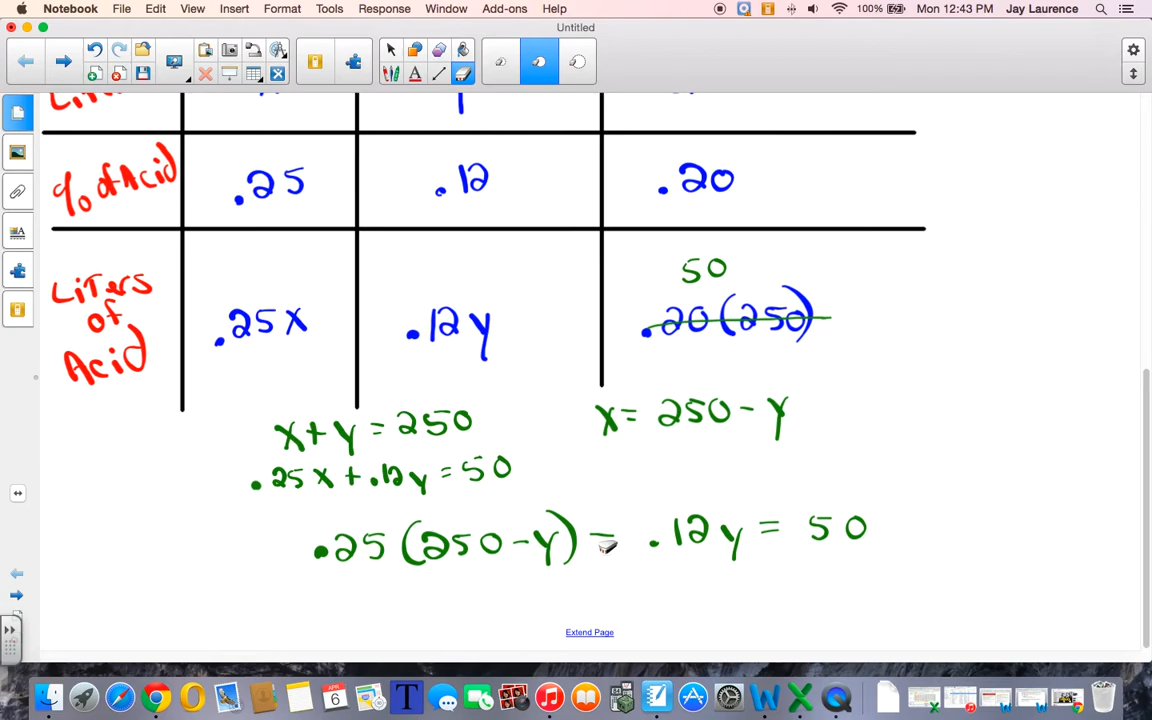 Notebook File Edit View Insert Format Tools Response Window Add-ons Help 100% Mon 12:43 PM Jay Laurence
Untitled
% of Acid .25 .12 .20
Liters of Acid .25x .12y .20(250) 50
x+y = 250 x= 250 - y
.25x + .12y = 50
.25 (250 - y) = .12y = 50
Extend Page
APR 6